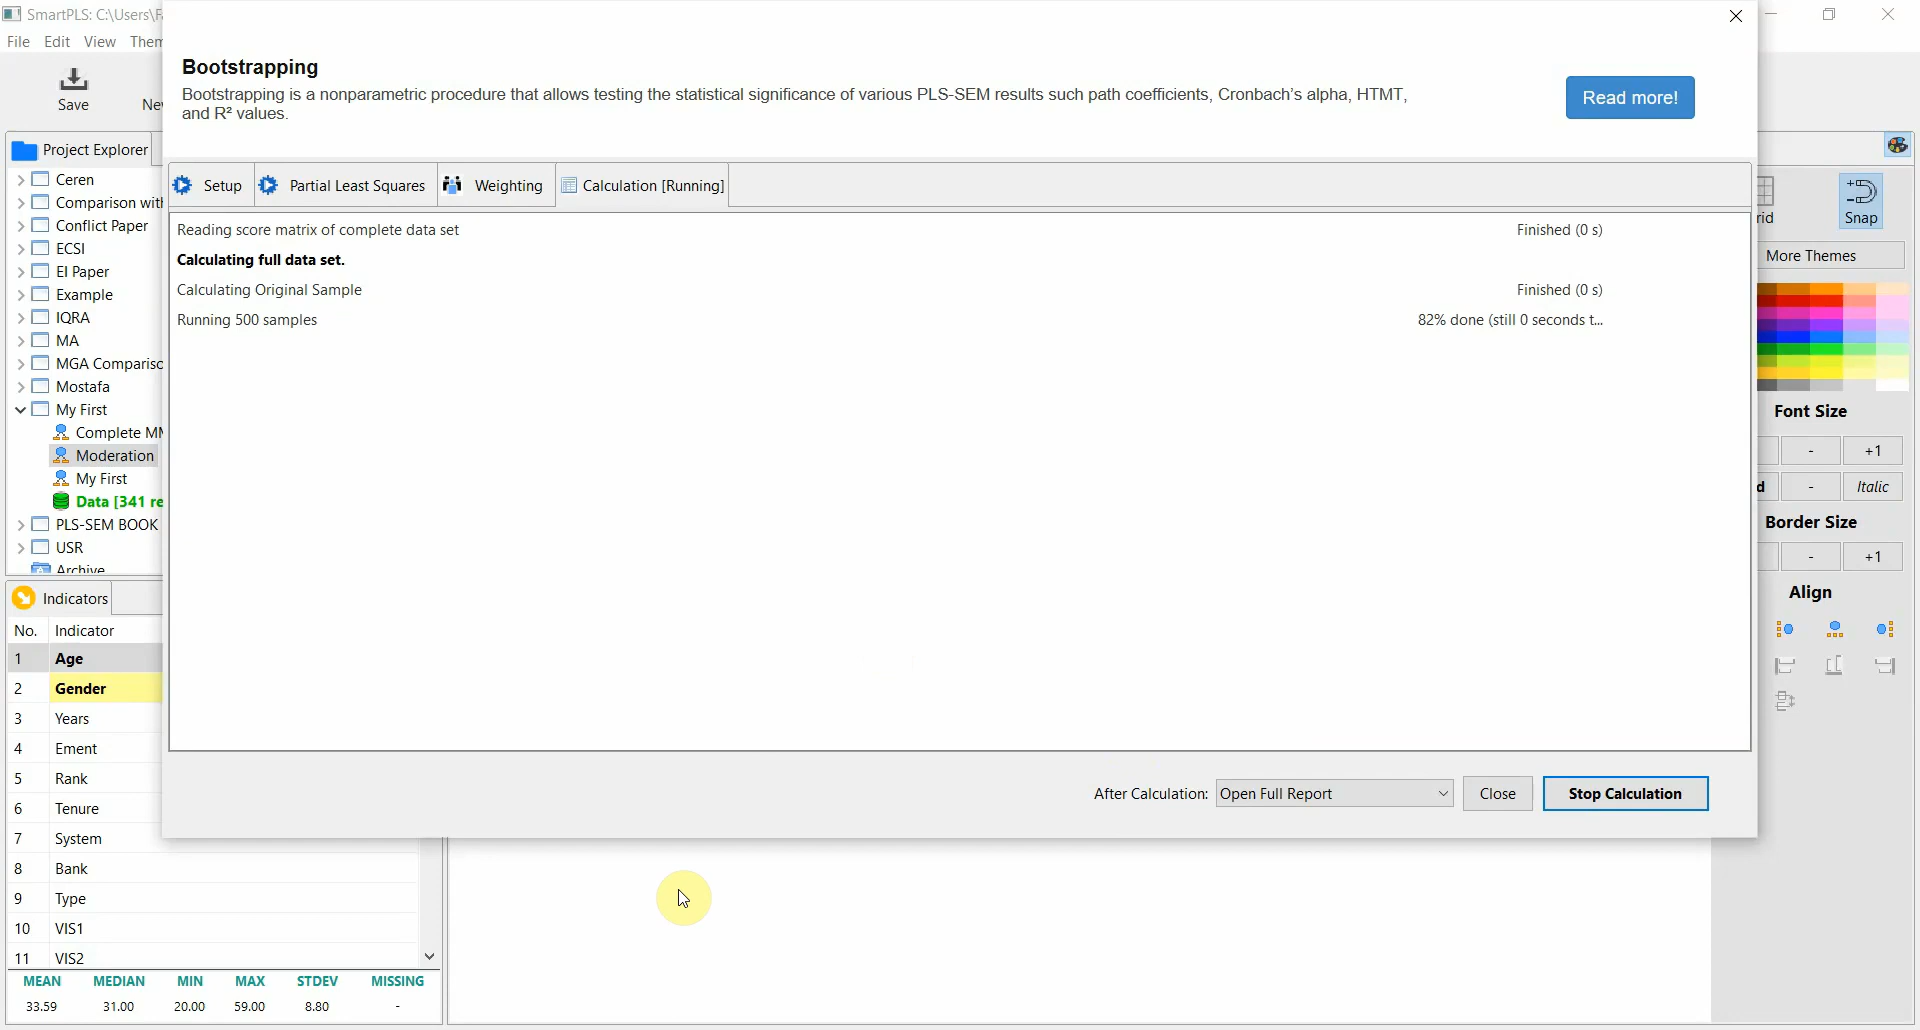 SmartPLS: C:\Users\F
File Edit View Them
Save
Nev
Bootstrapping
Bootstrapping is a nonparametric procedure that allows testing the statistical significance of various PLS-SEM results such path coefficients, Cronbach's alpha, HTMT,
and R² values.
Read more!
Project Explorer
Ceren
Comparison with
Conflict Paper
ECSI
EI Paper
Example
IQRA
MA
MGA Compariso
Mostafa
My First
Complete MM
Moderation
My First
Data [341 re
PLS-SEM BOOK
USR
Archive
Setup
Partial Least Squares
Weighting
Calculation [Running]
Reading score matrix of complete data set Finished (0 s)
Calculating full data set.
Calculating Original Sample Finished (0 s)
Running 500 samples 82% done (still 0 seconds t...
After Calculation: Open Full Report Close Stop Calculation
Indicators
No. Indicator
1 Age
2 Gender
3 Years
4 Ement
5 Rank
6 Tenure
7 System
8 Bank
9 Type
10 VIS1
11 VIS2
MEAN MEDIAN MIN MAX STDEV MISSING
33.59 31.00 20.00 59.00 8.80 -
rid
Snap
More Themes
Font Size
- +1
d - Italic
Border Size
- +1
Align